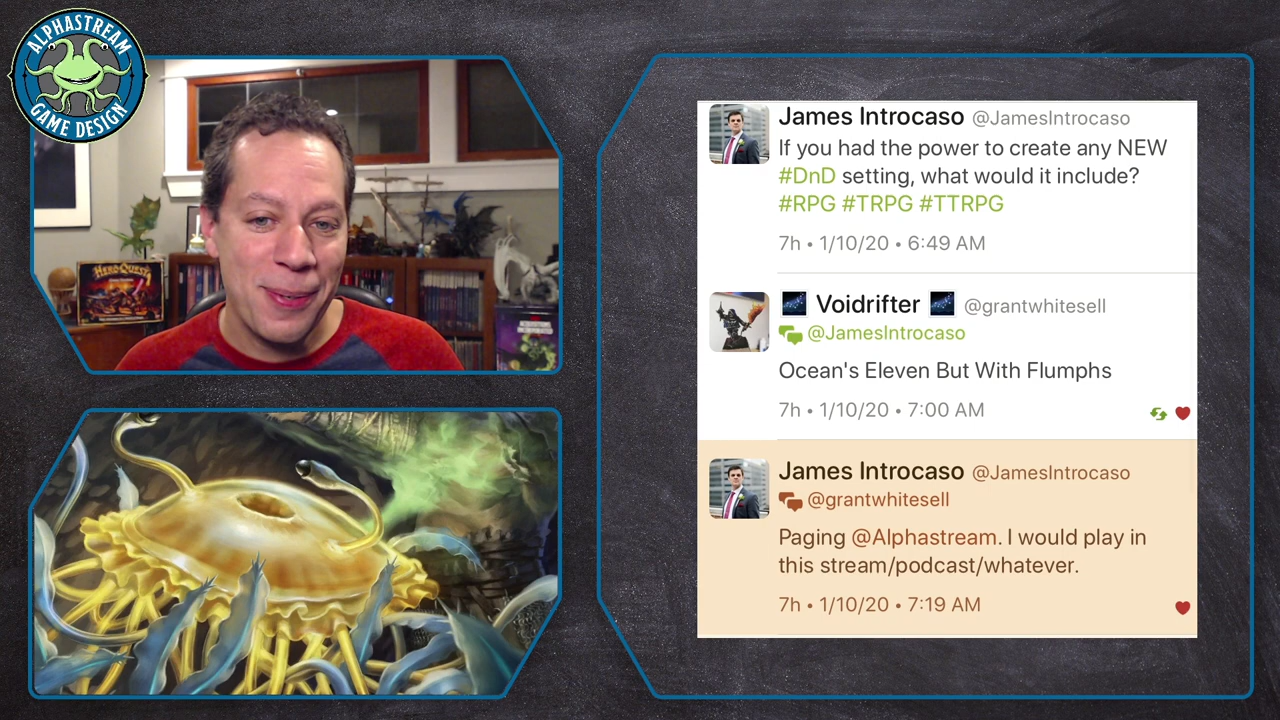 ALPHASTREAM
GAME DESIGN
HEROQUEST
James Introcaso @JamesIntrocaso
If you had the power to create any NEW
#DnD setting, what would it include?
#RPG #TRPG #TTRPG
7h • 1/10/20 • 6:49 AM
Voidrifter @grantwhitesell
@JamesIntrocaso
Ocean's Eleven But With Flumphs
7h • 1/10/20 • 7:00 AM
James Introcaso @JamesIntrocaso
@grantwhitesell
Paging @Alphastream. I would play in
this stream/podcast/whatever.
7h • 1/10/20 • 7:19 AM